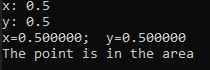 x: 0.5
y: 0.5
x=0.500000;  y=0.500000
The point is in the area